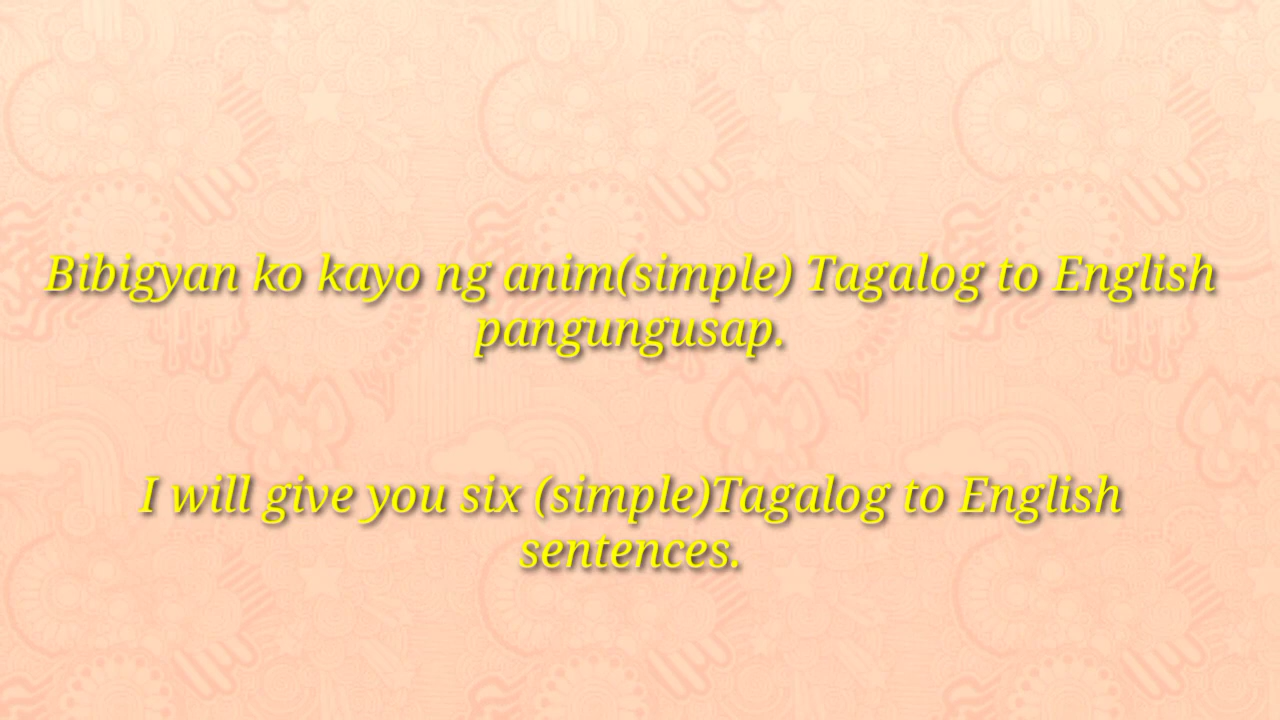 Bibigyan ko kayo ng anim(simple) Tagalog to English
pangungusap.
I will give you six (simple)Tagalog to English
sentences.